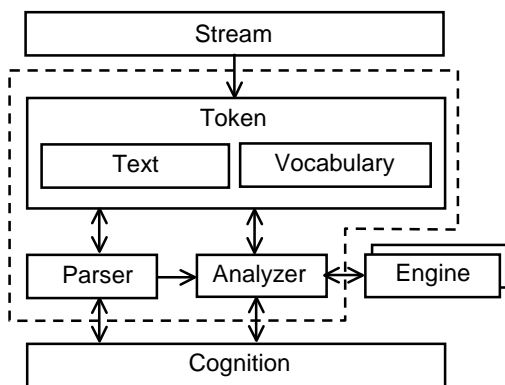 Stream
Token
Text
Vocabulary
Parser
Analyzer
Engine
Cognition